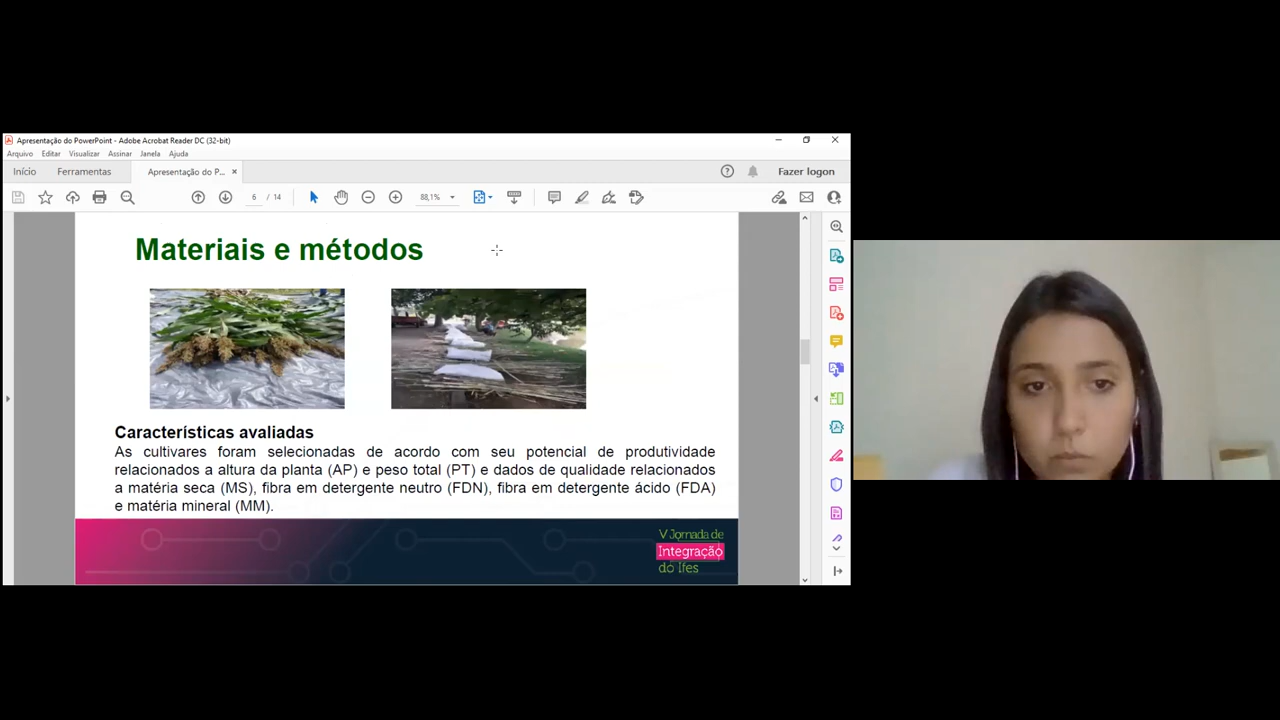 Apresentação do PowerPoint - Adobe Acrobat Reader DC (32-bit)
Arquivo Editar Visualizar Assinar Janela Ajuda
Início Ferramentas Apresentação do P... × Fazer logon
6 / 14 88,1%
Materiais e métodos
Características avaliadas
As cultivares foram selecionadas de acordo com seu potencial de produtividade
relacionados a altura da planta (AP) e peso total (PT) e dados de qualidade relacionados
a matéria seca (MS), fibra em detergente neutro (FDN), fibra em detergente ácido (FDA)
e matéria mineral (MM).
V Jornada de
Integração
do Ifes